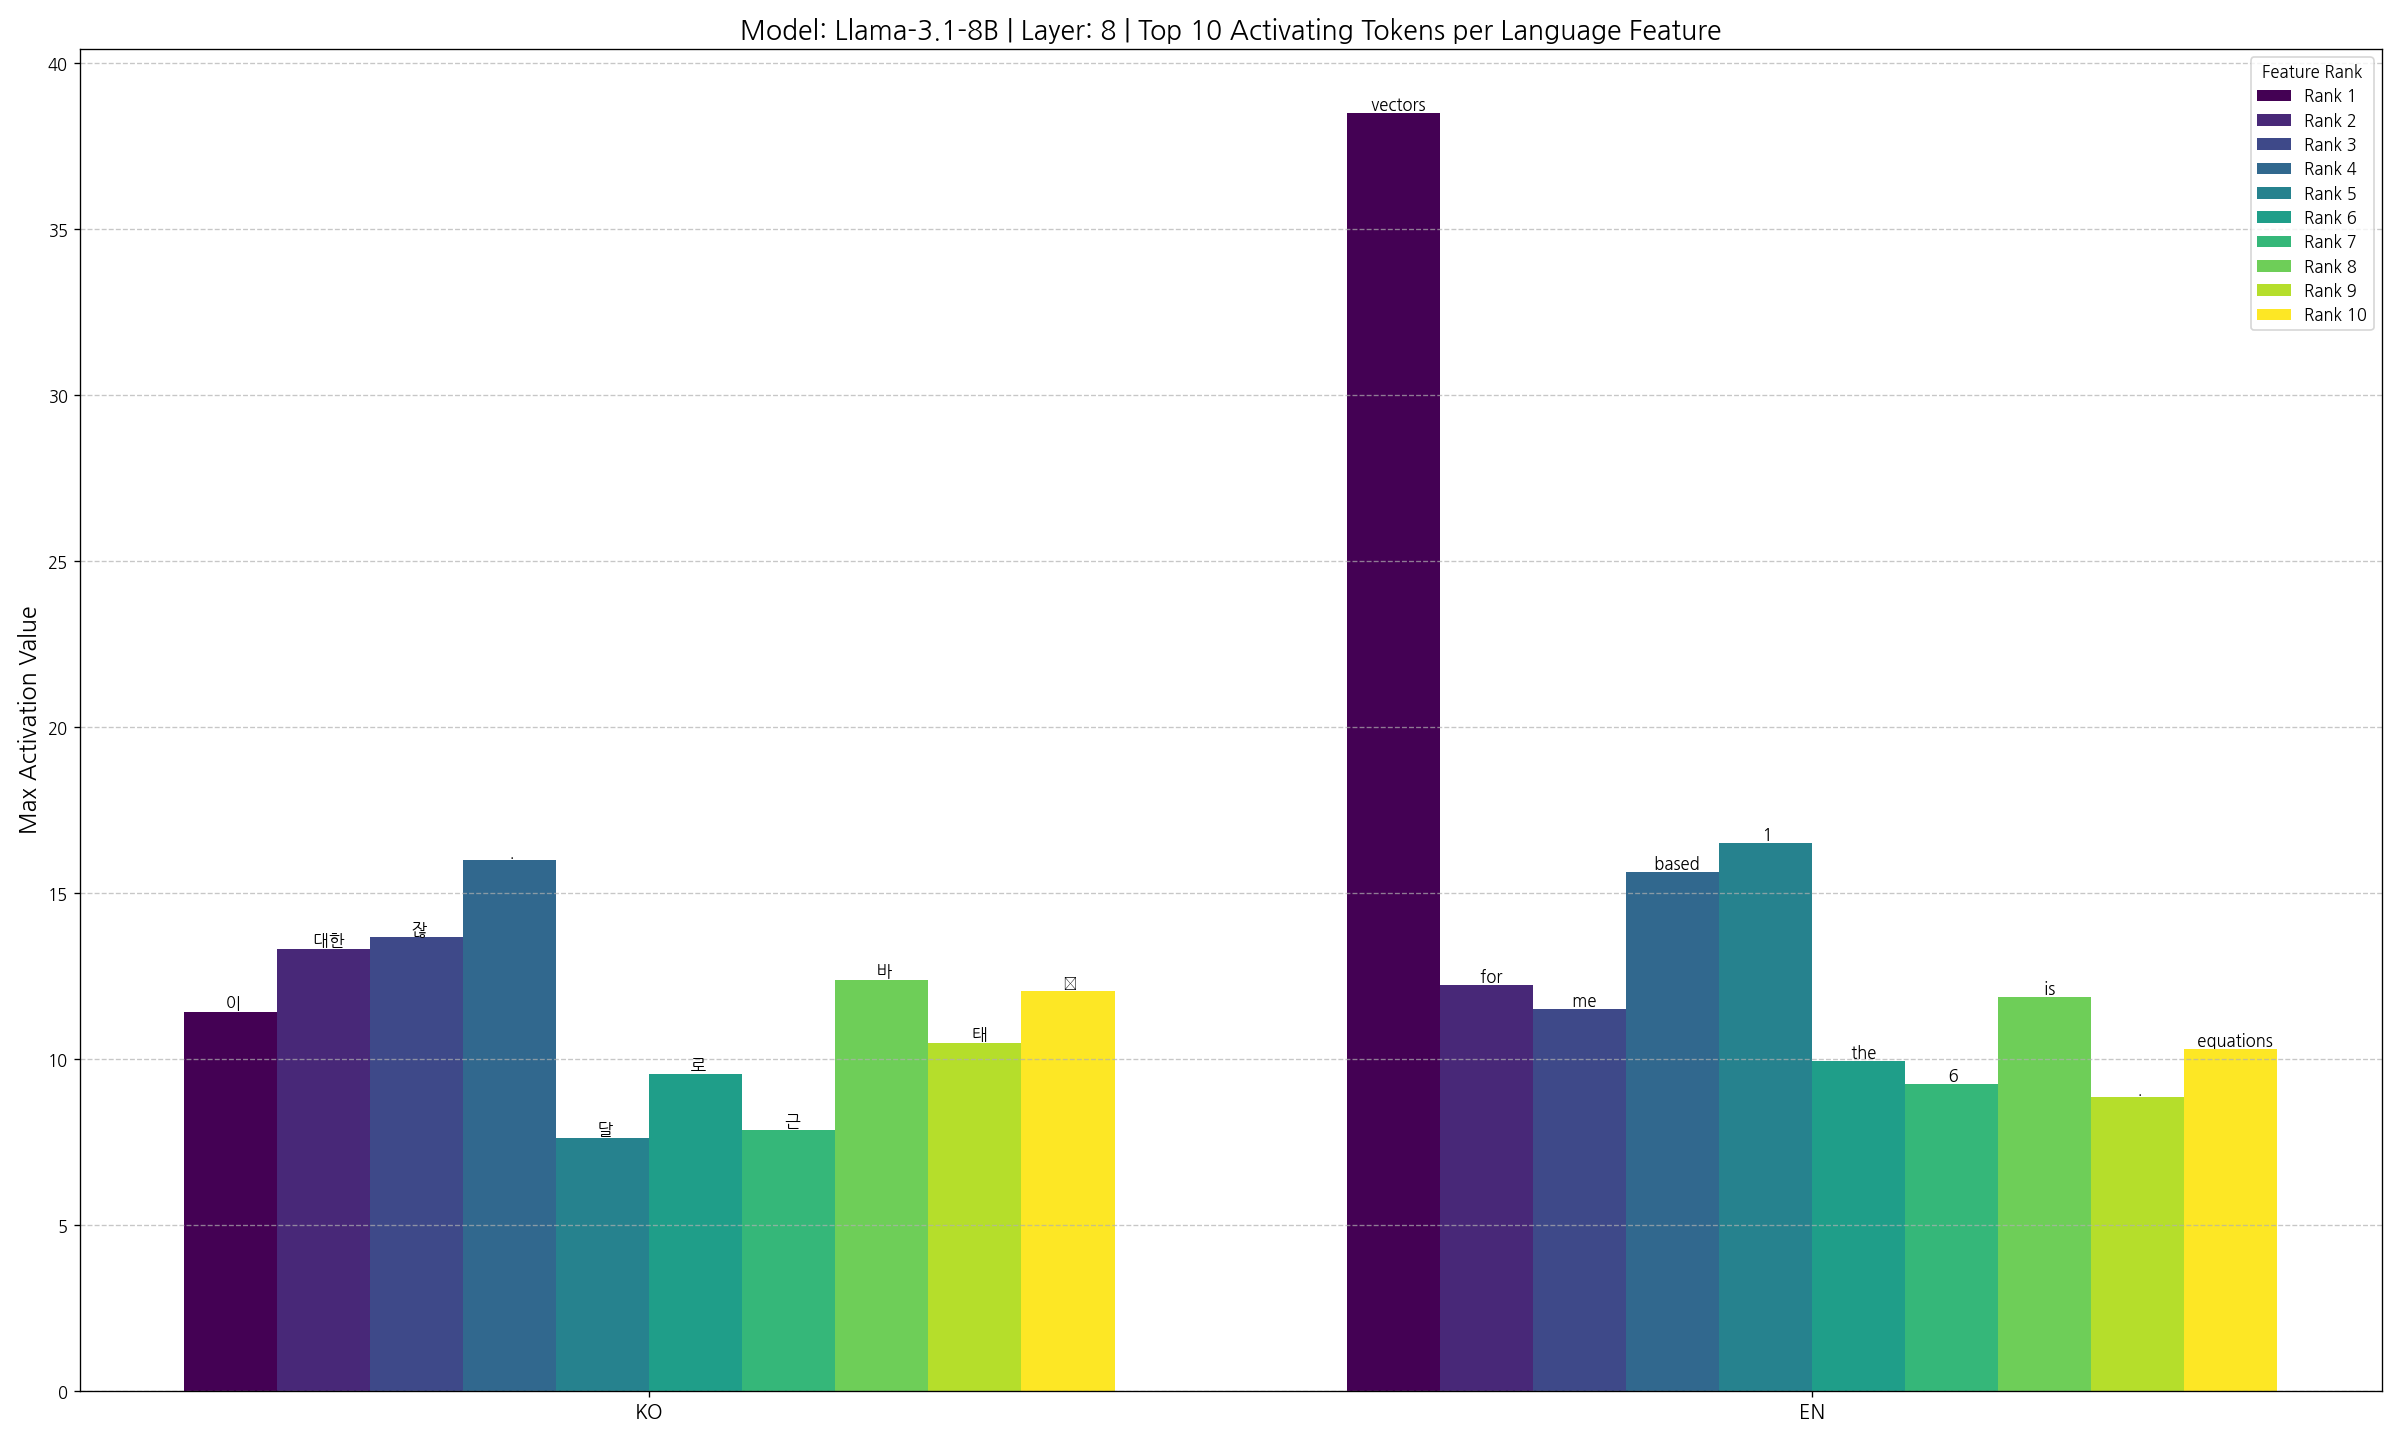 Model: Llama-3.1-8B | Layer: 8 | Top 10 Activating Tokens per Language Feature
Max Activation Value
40
35
30
25
20
15
10
5
0
이
대한
잖
.
달
로
근
바
태
vectors
for
me
based
1
the
6
is
.
equations
KO
EN
Feature Rank
Rank 1
Rank 2
Rank 3
Rank 4
Rank 5
Rank 6
Rank 7
Rank 8
Rank 9
Rank 10